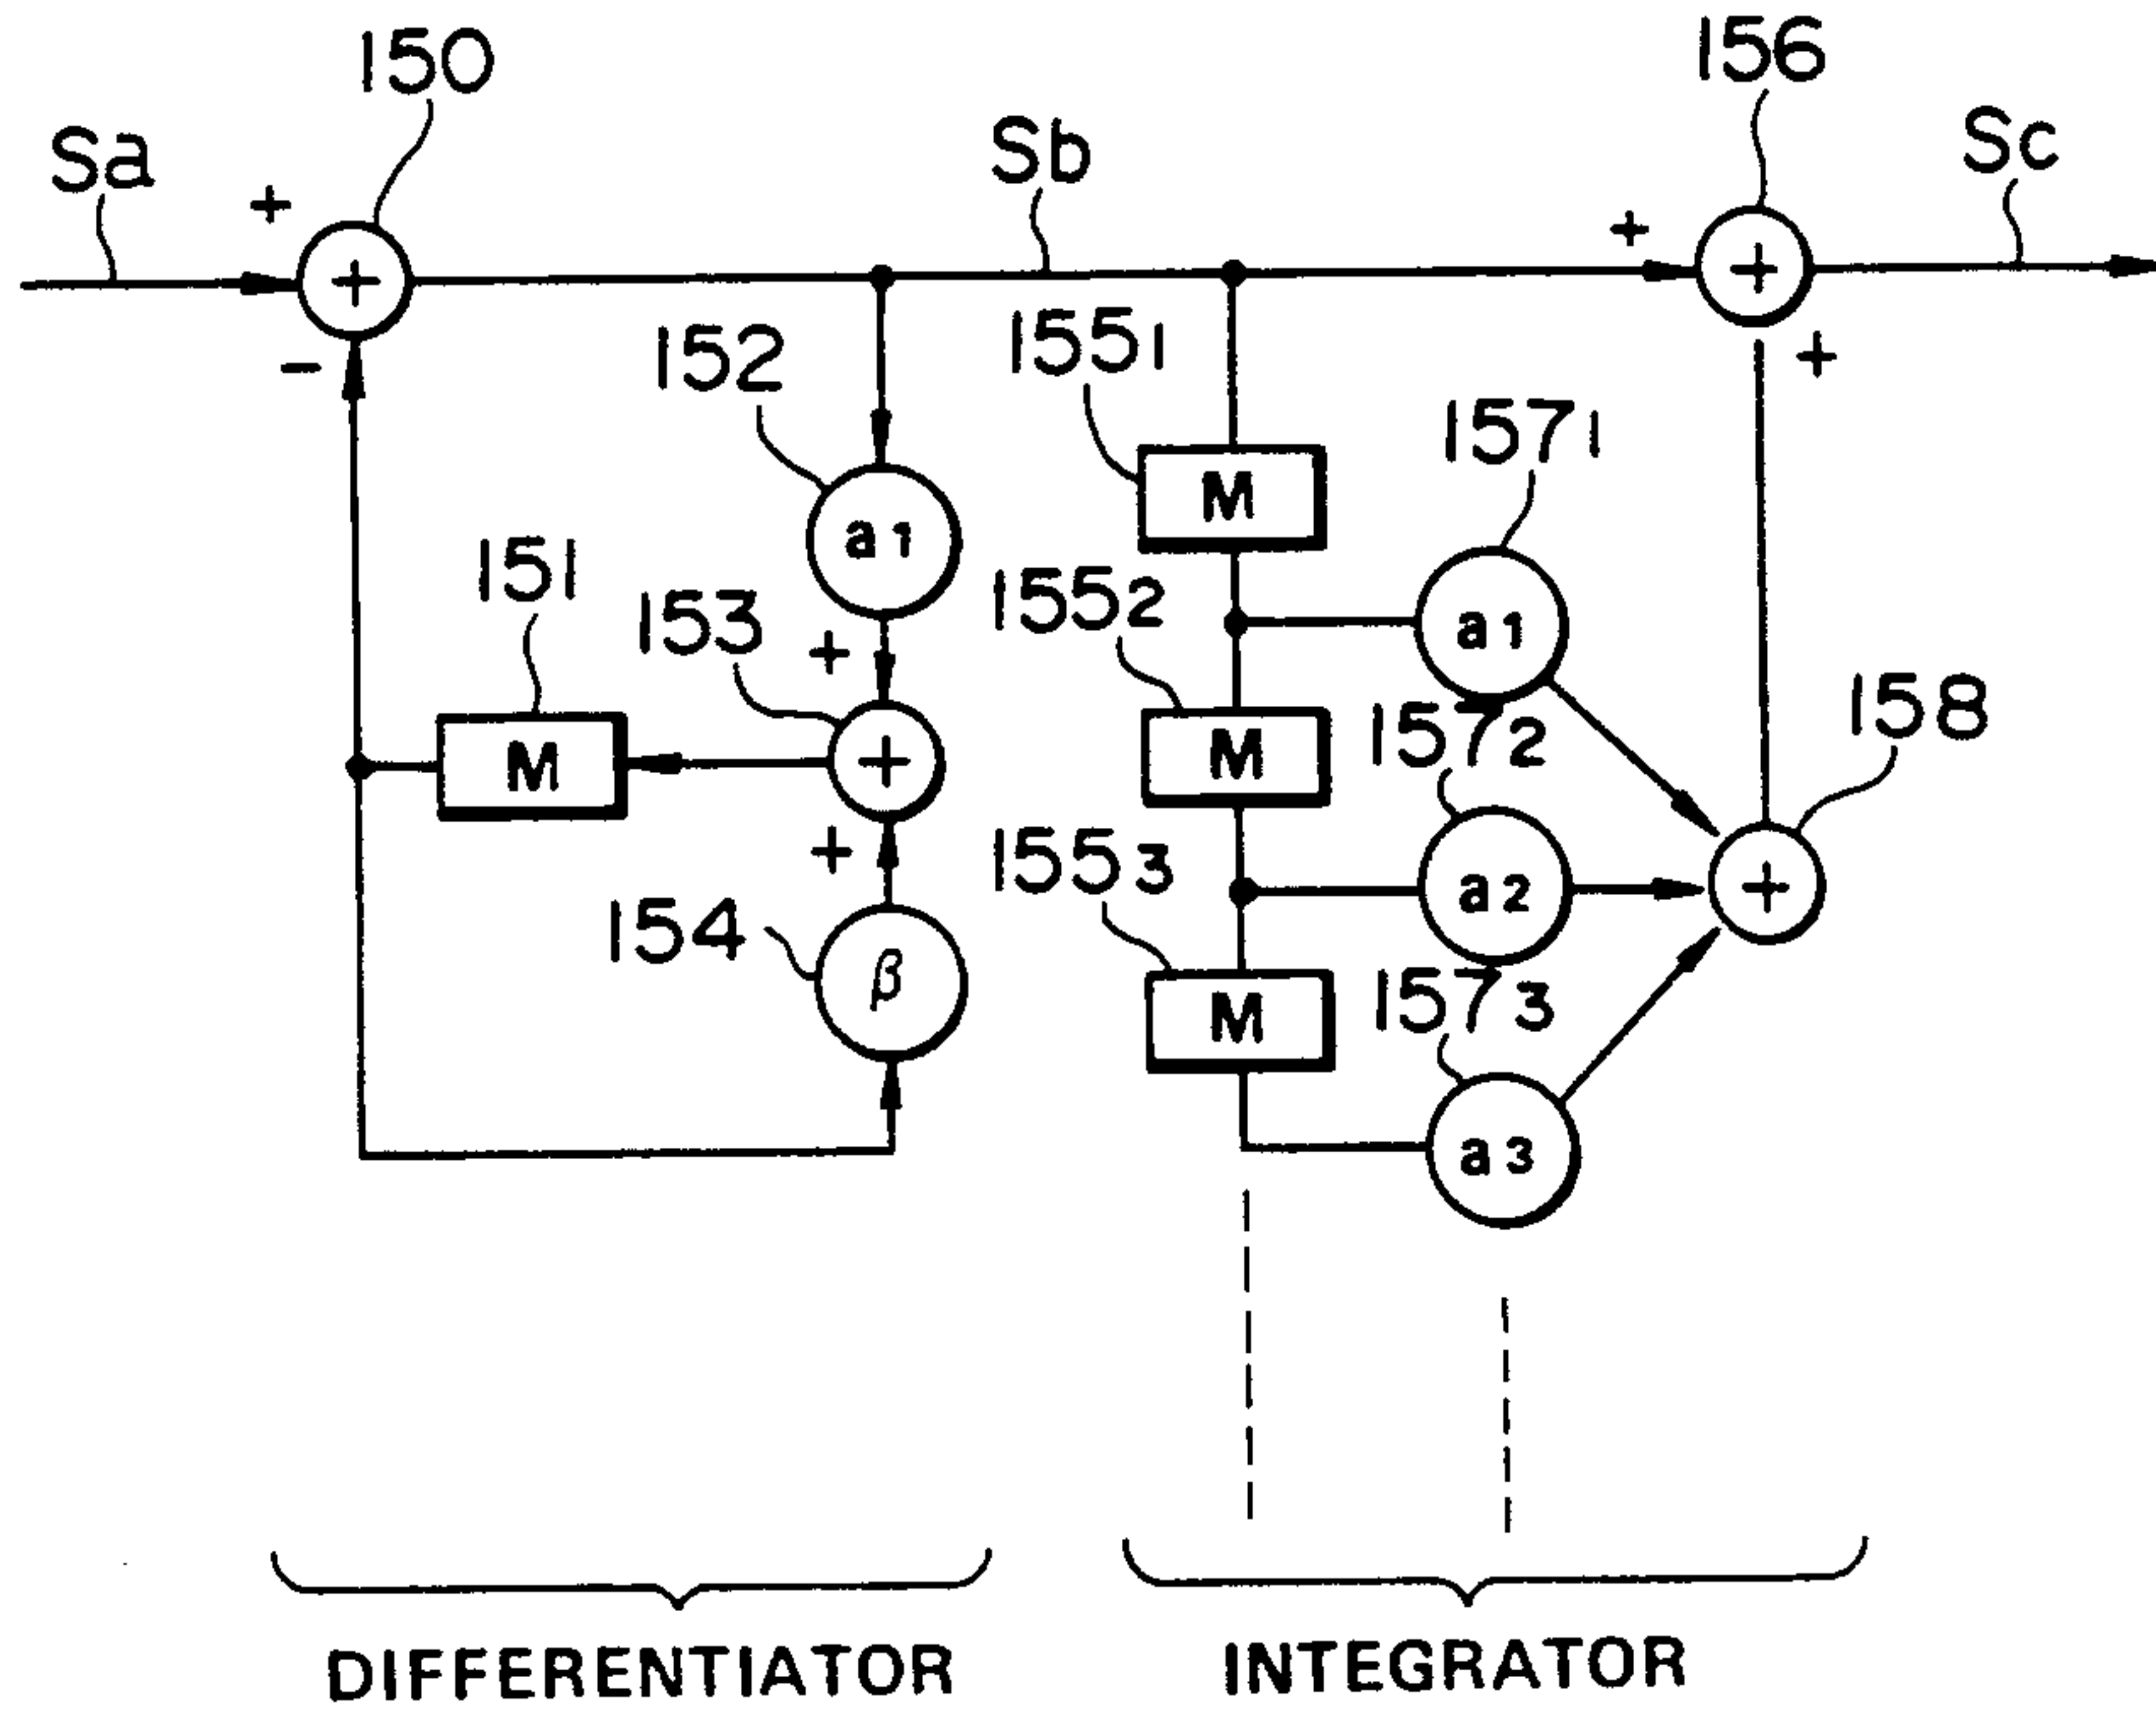 150
156
Sa
Sb
Sc
+
+
+
+
−
+
152
1551
1571
M
a1
a1
151
153
1552
+
1572
158
M
+
M
+
+
1553
a2
+
154
β
1573
M
a3
DIFFERENTIATOR
INTEGRATOR